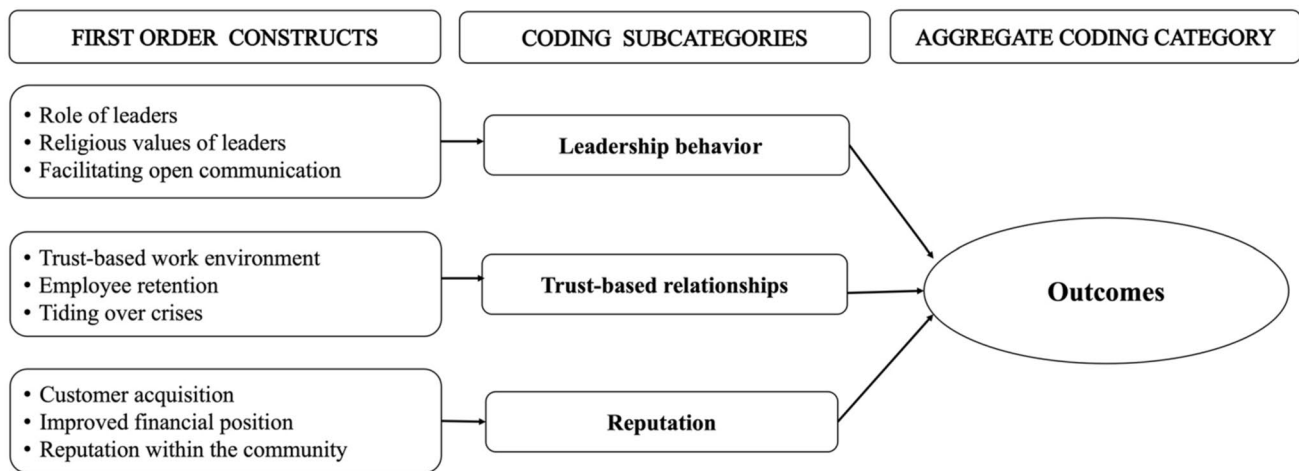 FIRST ORDER CONSTRUCTS
CODING SUBCATEGORIES
AGGREGATE CODING CATEGORY
• Role of leaders
• Religious values of leaders
• Facilitating open communication
Leadership behavior
• Trust-based work environment
• Employee retention
• Tiding over crises
Trust-based relationships
Outcomes
• Customer acquisition
• Improved financial position
• Reputation within the community
Reputation